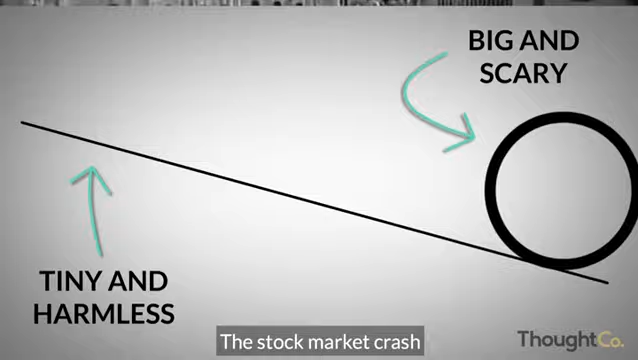 BIG AND
SCARY
TINY AND
HARMLESS
The stock market crash
ThoughtCo.